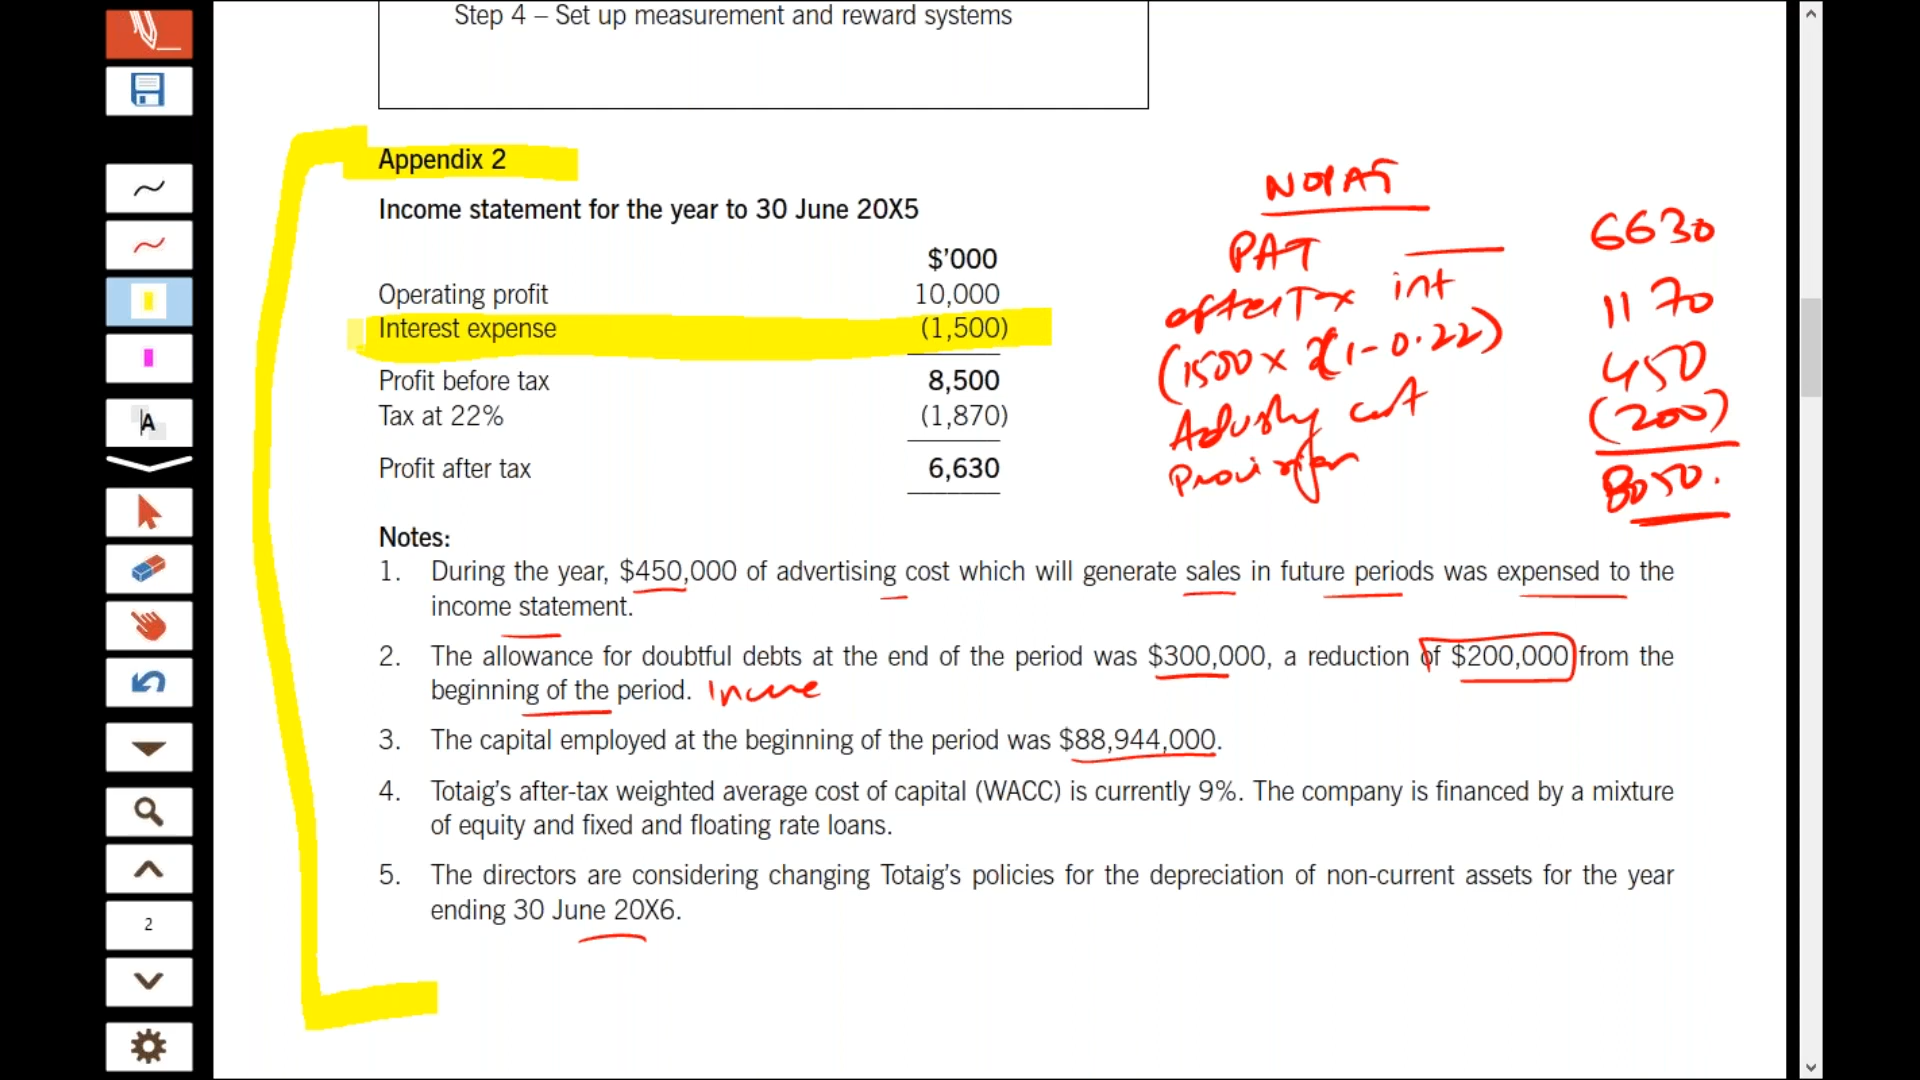 Step 4 – Set up measurement and reward systems
Appendix 2
Income statement for the year to 30 June 20X5
$'000
Operating profit 10,000
Interest expense (1,500)
Profit before tax 8,500
Tax at 22% (1,870)
Profit after tax 6,630
NOPAT
PAT 6630
after Tax int 1170
(1500 x (1-0.22)
450
(200)
8050.
Notes:
1. During the year, $450,000 of advertising cost which will generate sales in future periods was expensed to the
income statement.
2. The allowance for doubtful debts at the end of the period was $300,000, a reduction of $200,000 from the
beginning of the period.
3. The capital employed at the beginning of the period was $88,944,000.
4. Totaig's after-tax weighted average cost of capital (WACC) is currently 9%. The company is financed by a mixture
of equity and fixed and floating rate loans.
5. The directors are considering changing Totaig's policies for the depreciation of non-current assets for the year
ending 30 June 20X6.
A
2